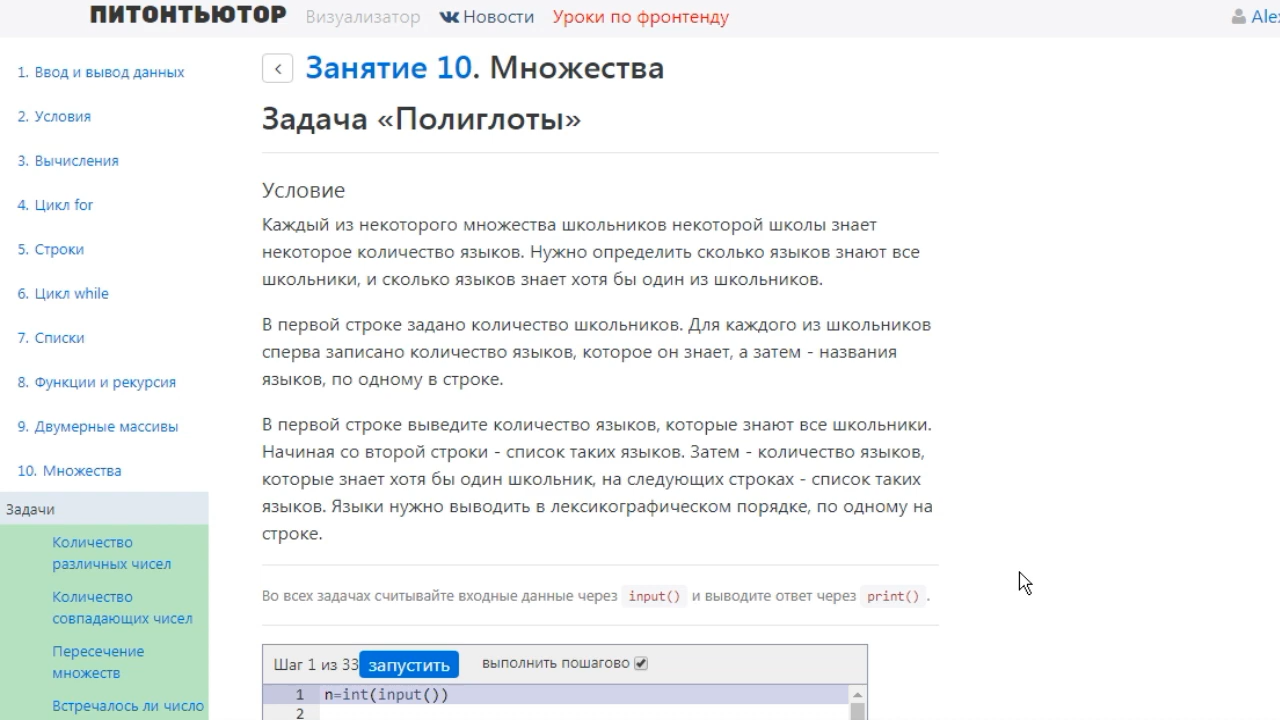 ПИТОНТЬЮТОР Визуализатор Новости Уроки по фронтенду
1. Ввод и вывод данных
2. Условия
3. Вычисления
4. Цикл for
5. Строки
6. Цикл while
7. Списки
8. Функции и рекурсия
9. Двумерные массивы
10. Множества
Задачи
Количество
различных чисел
Количество
совпадающих чисел
Пересечение
множеств
Встречалось ли число
Занятие 10. Множества
Задача «Полиглоты»
Условие
Каждый из некоторого множества школьников некоторой школы знает
некоторое количество языков. Нужно определить сколько языков знают все
школьники, и сколько языков знает хотя бы один из школьников.
В первой строке задано количество школьников. Для каждого из школьников
сперва записано количество языков, которое он знает, а затем - названия
языков, по одному в строке.
В первой строке выведите количество языков, которые знают все школьники.
Начиная со второй строки - список таких языков. Затем - количество языков,
которые знает хотя бы один школьник, на следующих строках - список таких
языков. Языки нужно выводить в лексикографическом порядке, по одному на
строке.
Во всех задачах считывайте входные данные через input() и выводите ответ через print().
Шаг 1 из 33 запустить выполнить пошагово
1 n=int(input())
2